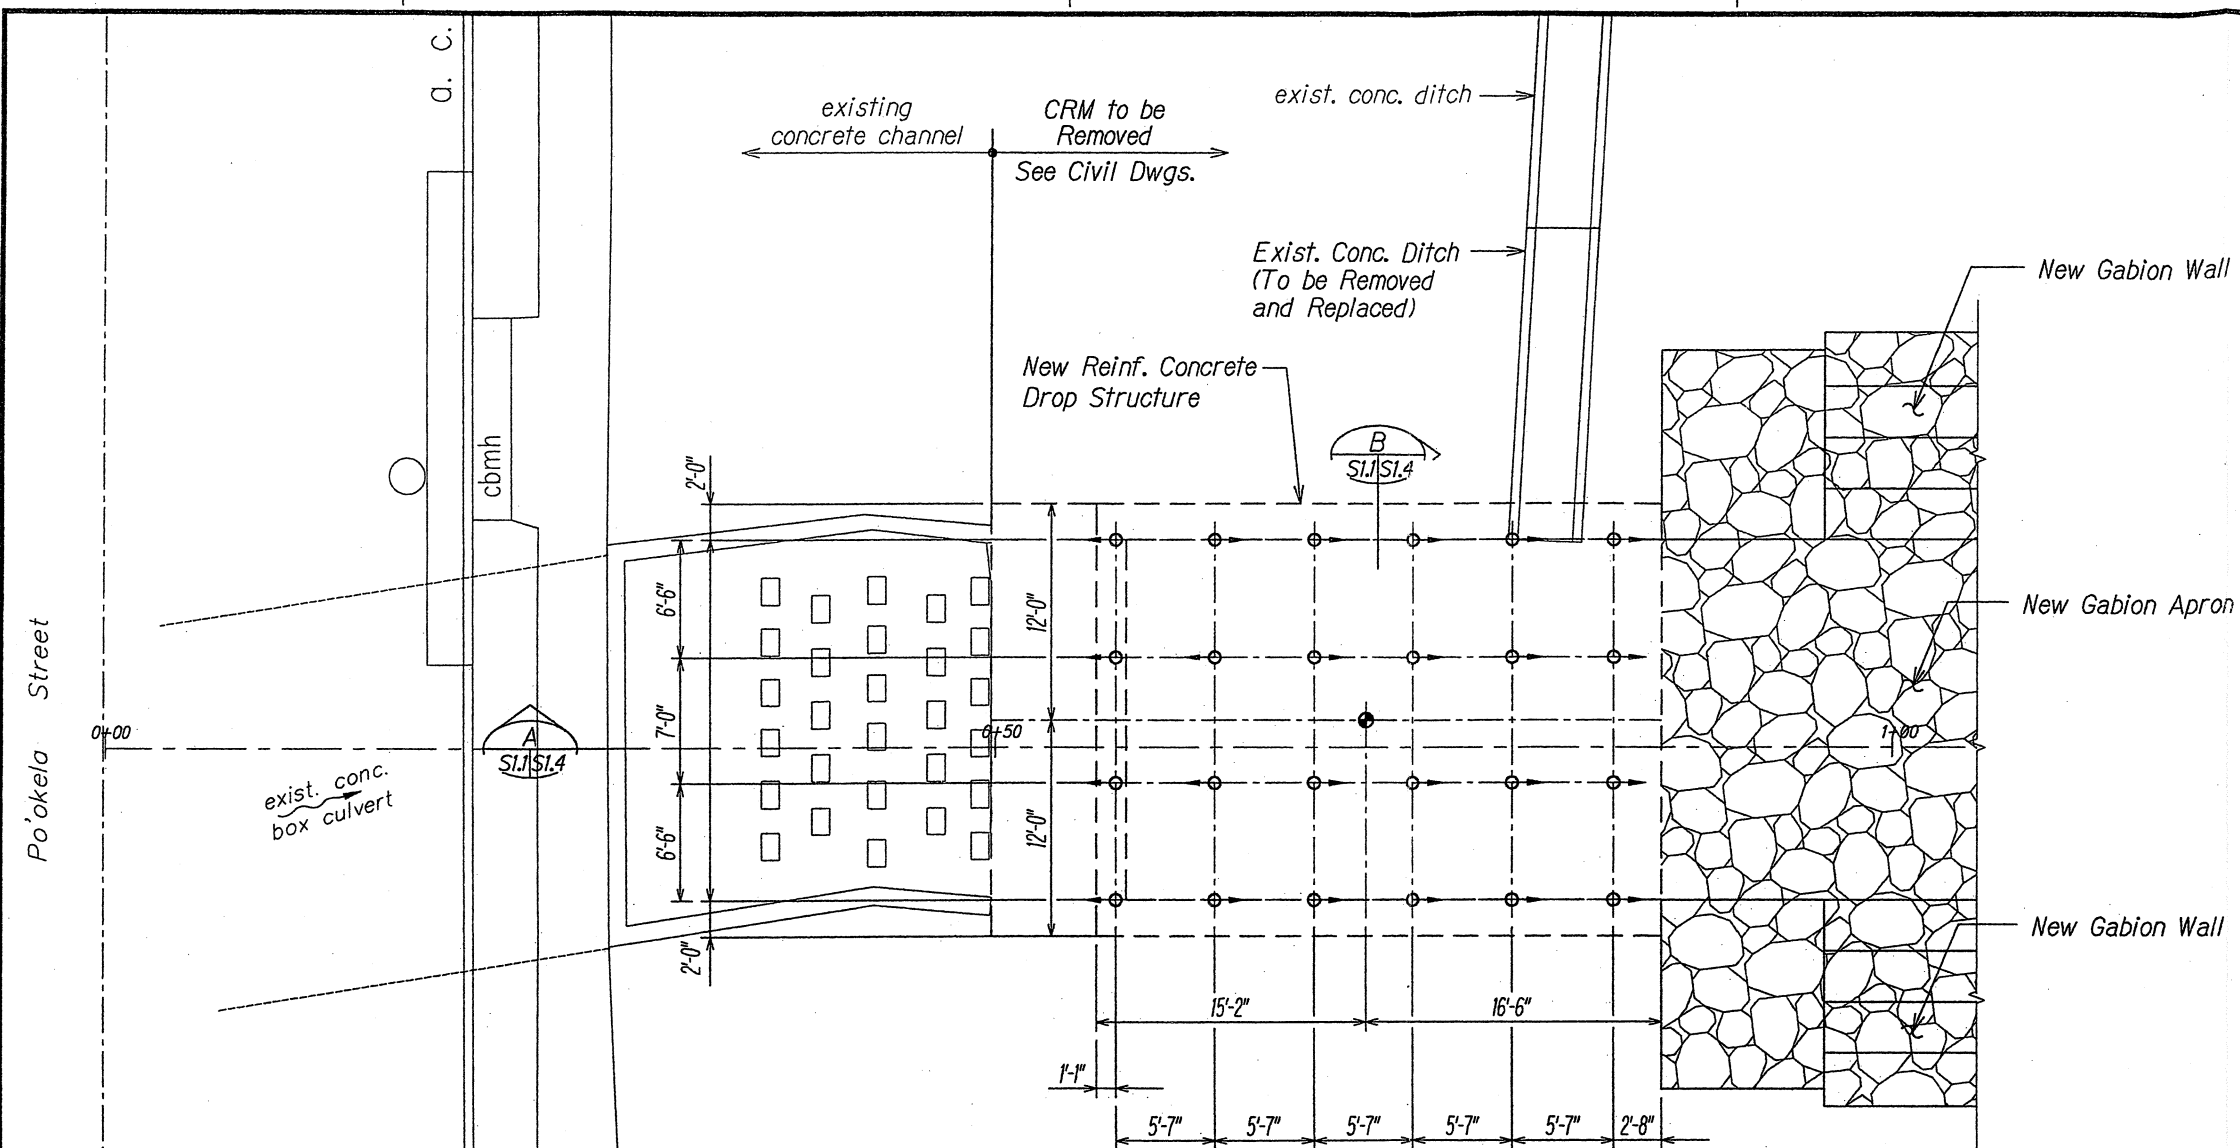 a. c.
existing
concrete channel
CRM to be
Removed
See Civil Dwgs.
exist. conc. ditch
Exist. Conc. Ditch
(To be Removed
and Replaced)
New Gabion Wall
New Reinf. Concrete
Drop Structure
B
S1.1 S1.4
cbmh
2'-0"
6'-6"
12'-0"
New Gabion Apron
Po'okela Street
0+00
A
S1.1 S1.4
7'-0"
0+50
1+00
exist. conc.
box culvert
6'-6"
12'-0"
2'-0"
New Gabion Wall
15'-2"
16'-6"
1'-1"
5'-7"
5'-7"
5'-7"
5'-7"
5'-7"
2'-8"